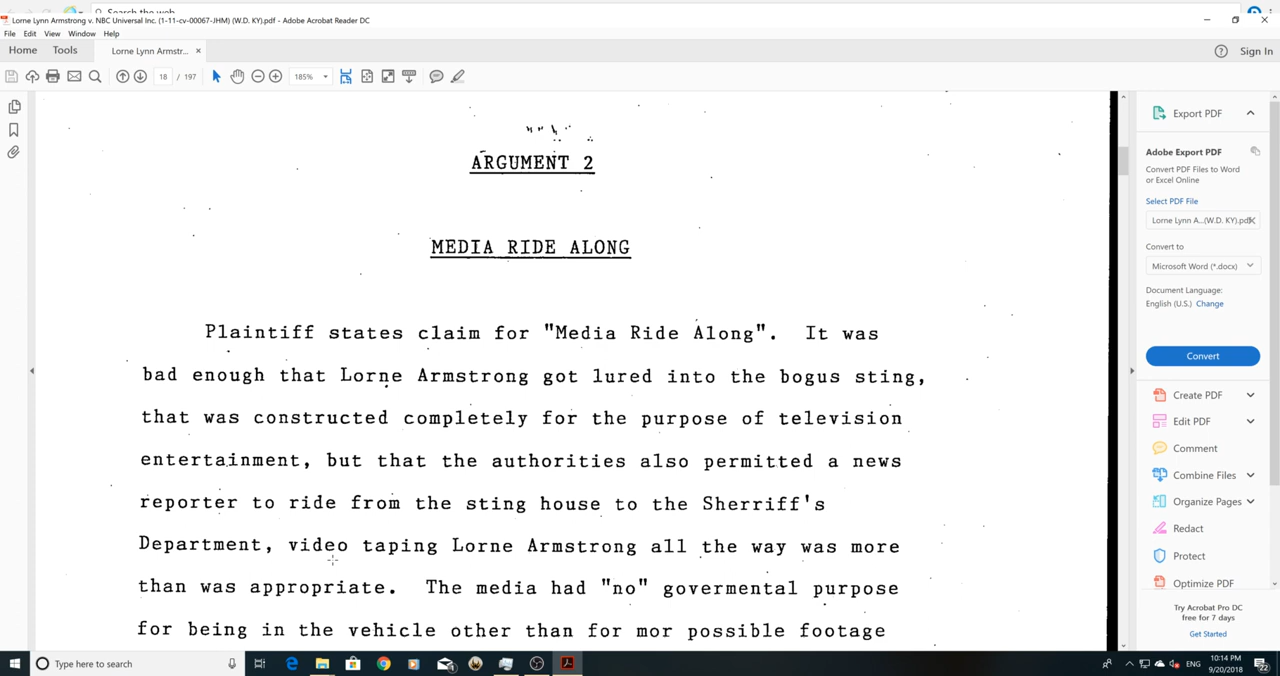 Search the web
Lorne Lynn Armstrong v. NBC Universal Inc. (1-11-cv-00067-JHM) (W.D. KY).pdf - Adobe Acrobat Reader DC
File Edit View Window Help
Home Tools Lorne Lynn Armstr... ×
Sign In
18 / 197 185%
ARGUMENT 2
MEDIA RIDE ALONG
Plaintiff states claim for "Media Ride Along". It was
bad enough that Lorne Armstrong got lured into the bogus sting,
that was constructed completely for the purpose of television
entertainment, but that the authorities also permitted a news
reporter to ride from the sting house to the Sherriff's
Department, video taping Lorne Armstrong all the way was more
than was appropriate. The media had "no" govermental purpose
for being in the vehicle other than for mor possible footage
Export PDF
Adobe Export PDF
Convert PDF Files to Word
or Excel Online
Select PDF File
Lorne Lynn A...(W.D. KY).pdf
Convert to
Microsoft Word (*.docx)
Document Language:
English (U.S.) Change
Convert
Create PDF
Edit PDF
Comment
Combine Files
Organize Pages
Redact
Protect
Optimize PDF
Try Acrobat Pro DC
free for 7 days
Get Started
Type here to search
ENG
10:14 PM
9/20/2018
22